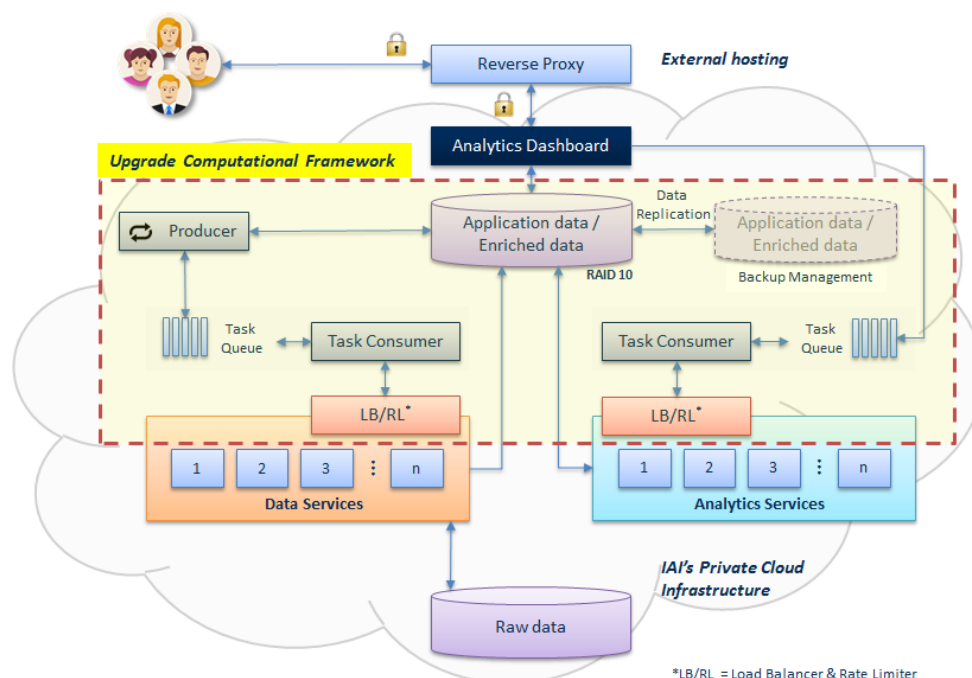 Reverse Proxy
External hosting
Analytics Dashboard
Upgrade Computational Framework
Producer
Application data /
Enriched data
Data
Replication
Application data /
Enriched data
RAID 10
Backup Management
Task
Queue
Task Consumer
Task Consumer
Task
Queue
LB/RL*
LB/RL*
1
2
3
n
Data Services
1
2
3
n
Analytics Services
IAI's Private Cloud
Infrastructure
Raw data
*LB/RL = Load Balancer & Rate Limiter